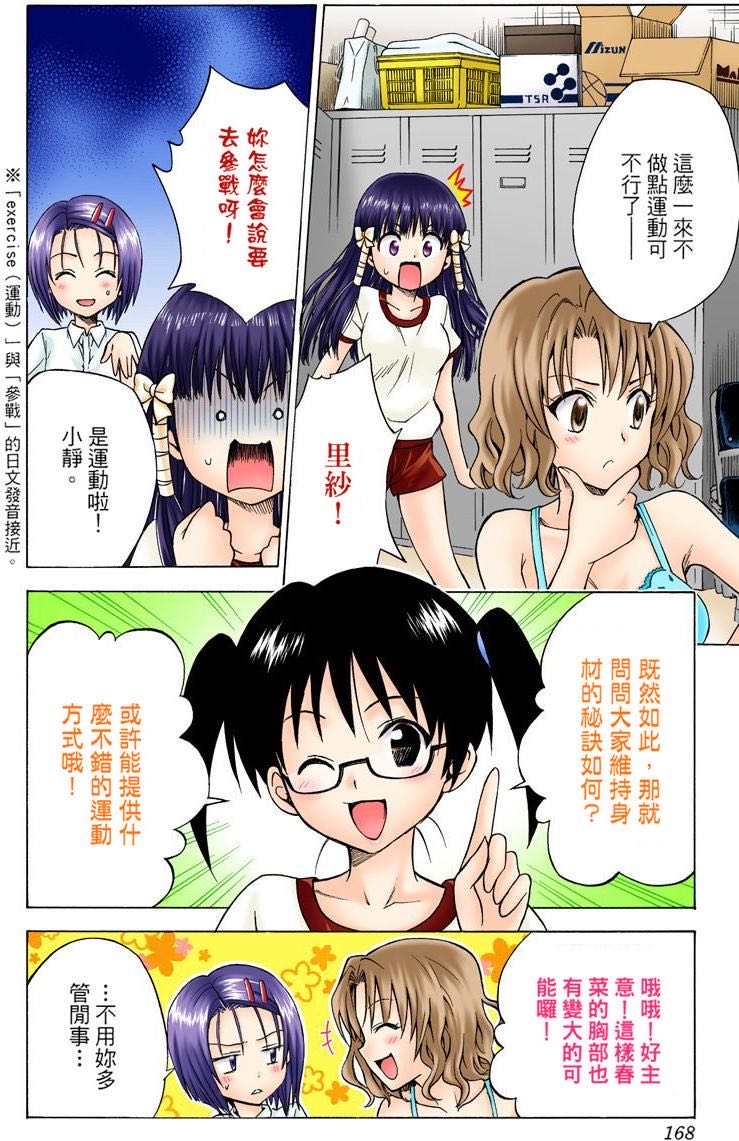 這麼一來不
做點運動可
不行了——
MIZUN
TSR
里紗！
妳怎麼會說要
去參戰呀！
是運動啦！
小靜。
※「exercise（運動）」與「參戰」的日文發音接近。
既然如此，那就
問問大家維持身
材的祕訣如何？
或許能提供什
麼不錯的運動
方式哦！
哦哦！好主
意！這樣春
菜的胸部也
有變大的可
能囉！
…不用妳多
管閒事…
168